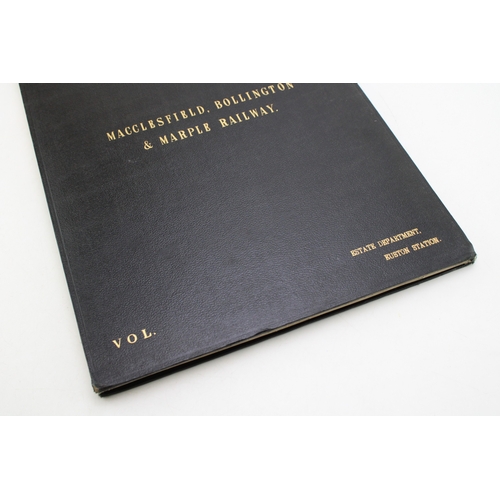 MACCLESFIELD, BOLLINGTON
& MARPLE RAILWAY.
ESTATE DEPARTMENT.
EUSTON STATION.
VOL.